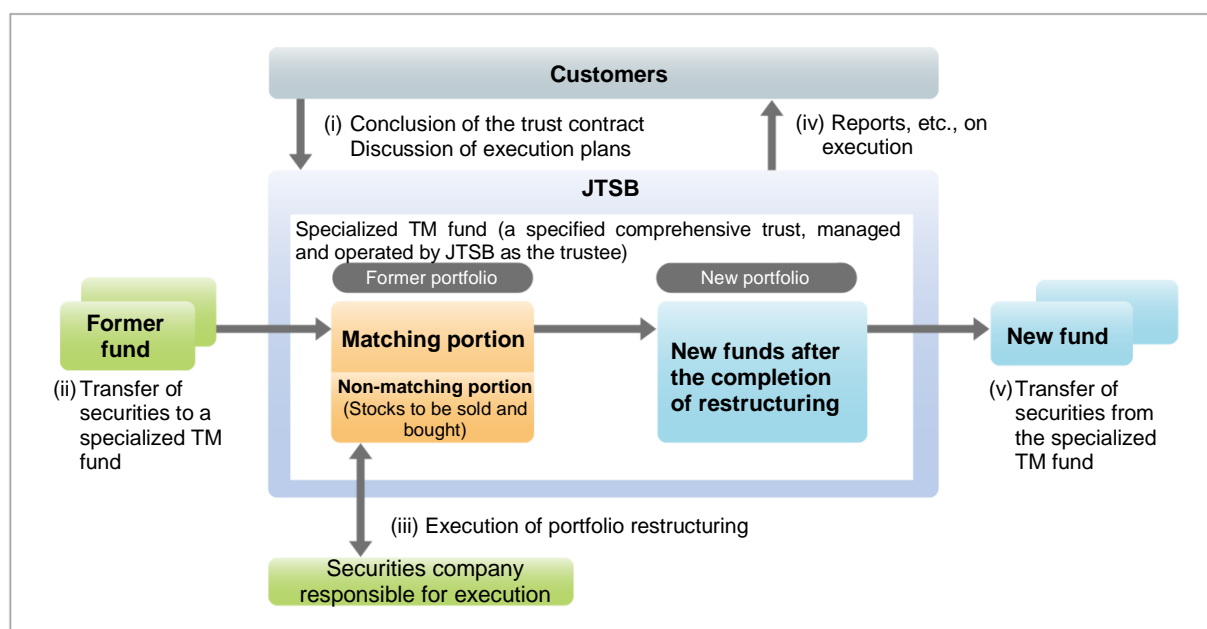 Customers
(i) Conclusion of the trust contract
Discussion of execution plans
(iv) Reports, etc., on
execution
JTSB
Specialized TM fund (a specified comprehensive trust, managed
and operated by JTSB as the trustee)
Former portfolio
New portfolio
Former
fund
Matching portion
Non-matching portion
(Stocks to be sold and
bought)
New funds after
the completion
of restructuring
New fund
(ii) Transfer of
securities to a
specialized TM
fund
(v) Transfer of
securities from
the specialized
TM fund
(iii) Execution of portfolio restructuring
Securities company
responsible for execution